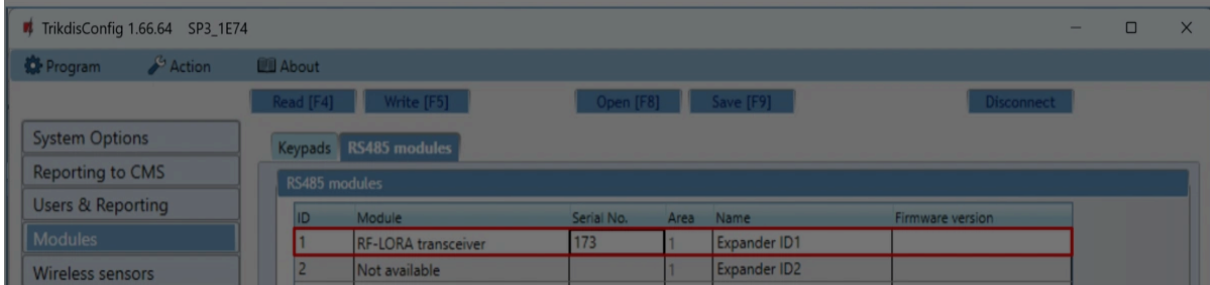 TrikdisConfig 1.66.64 SP3_1E74
Program Action About
Read [F4] Write [F5] Open [F8] Save [F9] Disconnect
System Options
Reporting to CMS
Users & Reporting
Modules
Wireless sensors
Keypads RS485 modules
RS485 modules
ID Module Serial No. Area Name Firmware version
1 RF-LORA transceiver 173 1 Expander ID1
2 Not available 1 Expander ID2